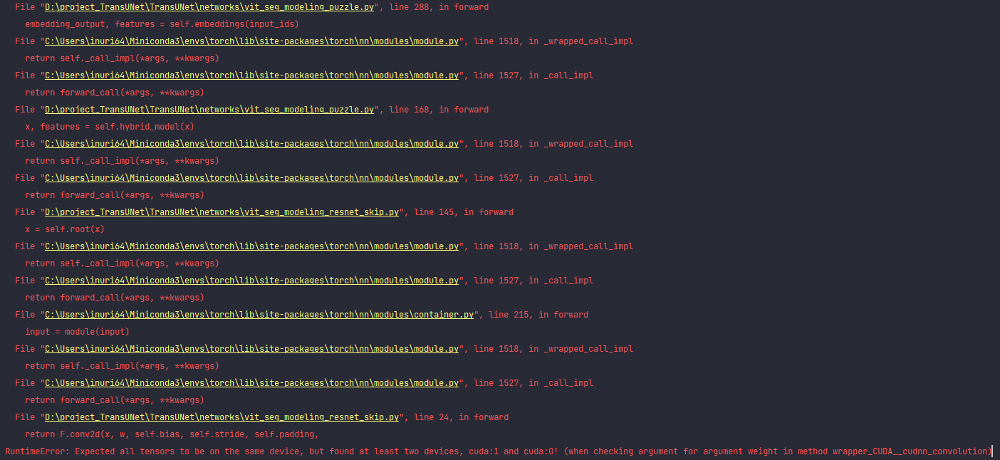 File "D:\project_TransUNet\TransUNet\networks\vit_seq_modeling_puzzle.py", line 288, in forward
embedding_output, features = self.embeddings(input_ids)
File "C:\Users\inuri64\Miniconda3\envs\torch\lib\site-packages\torch\nn\modules\module.py", line 1518, in _wrapped_call_impl
return self._call_impl(*args, **kwargs)
File "C:\Users\inuri64\Miniconda3\envs\torch\lib\site-packages\torch\nn\modules\module.py", line 1527, in _call_impl
return forward_call(*args, **kwargs)
File "D:\project_TransUNet\TransUNet\networks\vit_seq_modeling_puzzle.py", line 168, in forward
x, features = self.hybrid_model(x)
File "C:\Users\inuri64\Miniconda3\envs\torch\lib\site-packages\torch\nn\modules\module.py", line 1518, in _wrapped_call_impl
return self._call_impl(*args, **kwargs)
File "C:\Users\inuri64\Miniconda3\envs\torch\lib\site-packages\torch\nn\modules\module.py", line 1527, in _call_impl
return forward_call(*args, **kwargs)
File "D:\project_TransUNet\TransUNet\networks\vit_seq_modeling_resnet_skip.py", line 145, in forward
x = self.root(x)
File "C:\Users\inuri64\Miniconda3\envs\torch\lib\site-packages\torch\nn\modules\module.py", line 1518, in _wrapped_call_impl
return self._call_impl(*args, **kwargs)
File "C:\Users\inuri64\Miniconda3\envs\torch\lib\site-packages\torch\nn\modules\module.py", line 1527, in _call_impl
return forward_call(*args, **kwargs)
File "C:\Users\inuri64\Miniconda3\envs\torch\lib\site-packages\torch\nn\modules\container.py", line 215, in forward
input = module(input)
File "C:\Users\inuri64\Miniconda3\envs\torch\lib\site-packages\torch\nn\modules\module.py", line 1518, in _wrapped_call_impl
return self._call_impl(*args, **kwargs)
File "C:\Users\inuri64\Miniconda3\envs\torch\lib\site-packages\torch\nn\modules\module.py", line 1527, in _call_impl
return forward_call(*args, **kwargs)
File "D:\project_TransUNet\TransUNet\networks\vit_seq_modeling_resnet_skip.py", line 24, in forward
return F.conv2d(x, w, self.bias, self.stride, self.padding,
RuntimeError: Expected all tensors to be on the same device, but found at least two devices, cuda:1 and cuda:0! (when checking argument for argument weight in method wrapper_CUDA__cudnn_convolution)